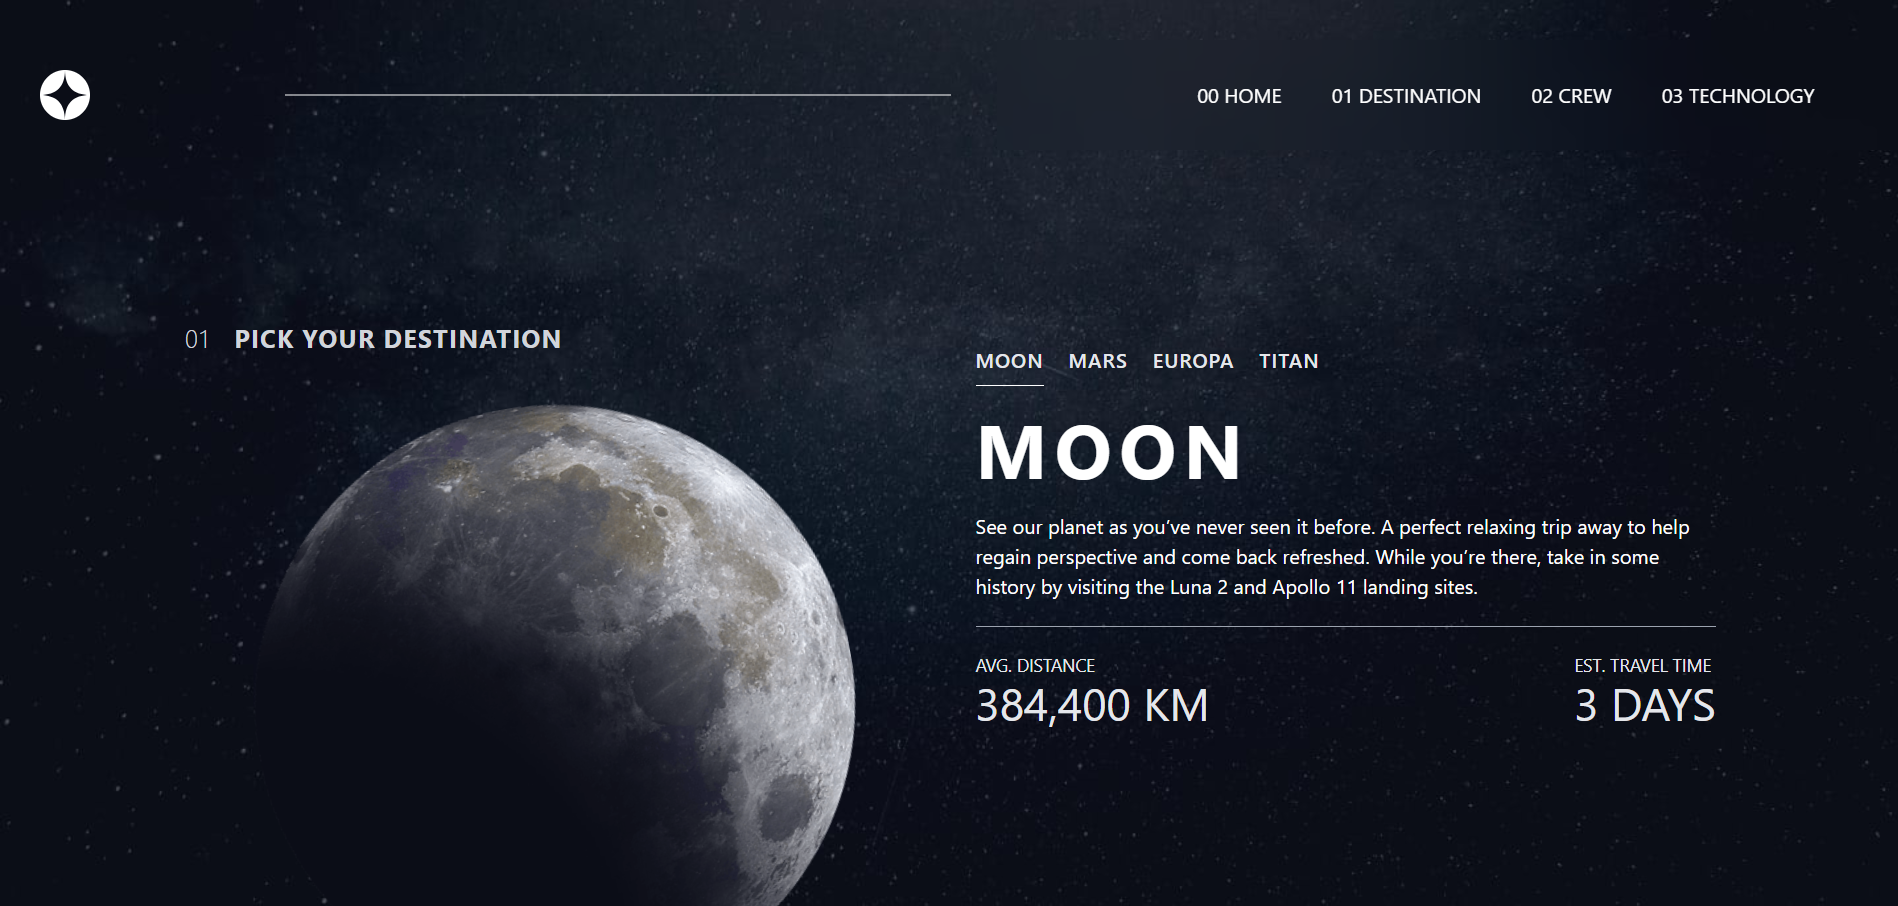 00 HOME 01 DESTINATION 02 CREW 03 TECHNOLOGY
01 PICK YOUR DESTINATION
MOON MARS EUROPA TITAN
MOON
See our planet as you’ve never seen it before. A perfect relaxing trip away to help
regain perspective and come back refreshed. While you’re there, take in some
history by visiting the Luna 2 and Apollo 11 landing sites.
AVG. DISTANCE
384,400 KM
EST. TRAVEL TIME
3 DAYS